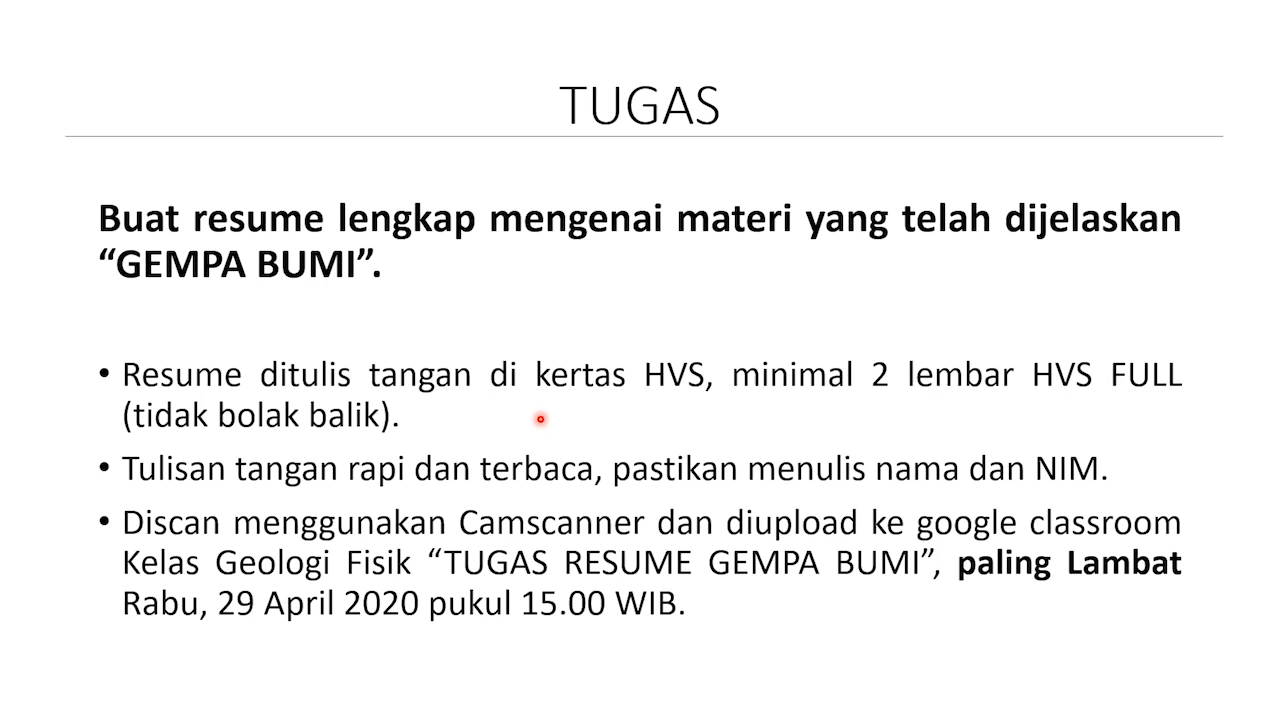 TUGAS
Buat resume lengkap mengenai materi yang telah dijelaskan
“GEMPA BUMI”.
• Resume ditulis tangan di kertas HVS, minimal 2 lembar HVS FULL
(tidak bolak balik).
• Tulisan tangan rapi dan terbaca, pastikan menulis nama dan NIM.
• Discan menggunakan Camscanner dan diupload ke google classroom
Kelas Geologi Fisik “TUGAS RESUME GEMPA BUMI”, paling Lambat
Rabu, 29 April 2020 pukul 15.00 WIB.